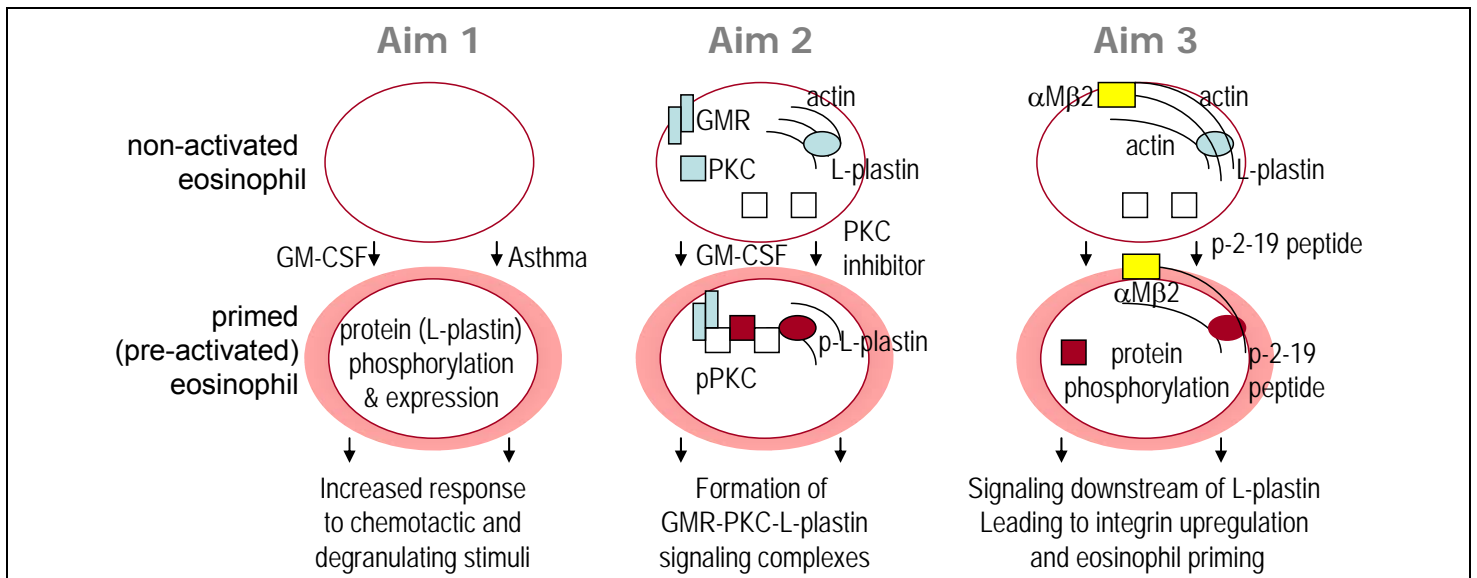 Aim 1
Aim 2
Aim 3
non-activated
eosinophil
GMR
actin
PKC
L-plastin
αMβ2
actin
actin
L-plastin
GM-CSF
Asthma
GM-CSF
PKC
inhibitor
p-2-19 peptide
primed
(pre-activated)
eosinophil
protein (L-plastin)
phosphorylation
& expression
p-L-plastin
pPKC
αMβ2
protein
phosphorylation
p-2-19
peptide
Increased response
to chemotactic and
degranulating stimuli
Formation of
GMR-PKC-L-plastin
signaling complexes
Signaling downstream of L-plastin
Leading to integrin upregulation
and eosinophil priming